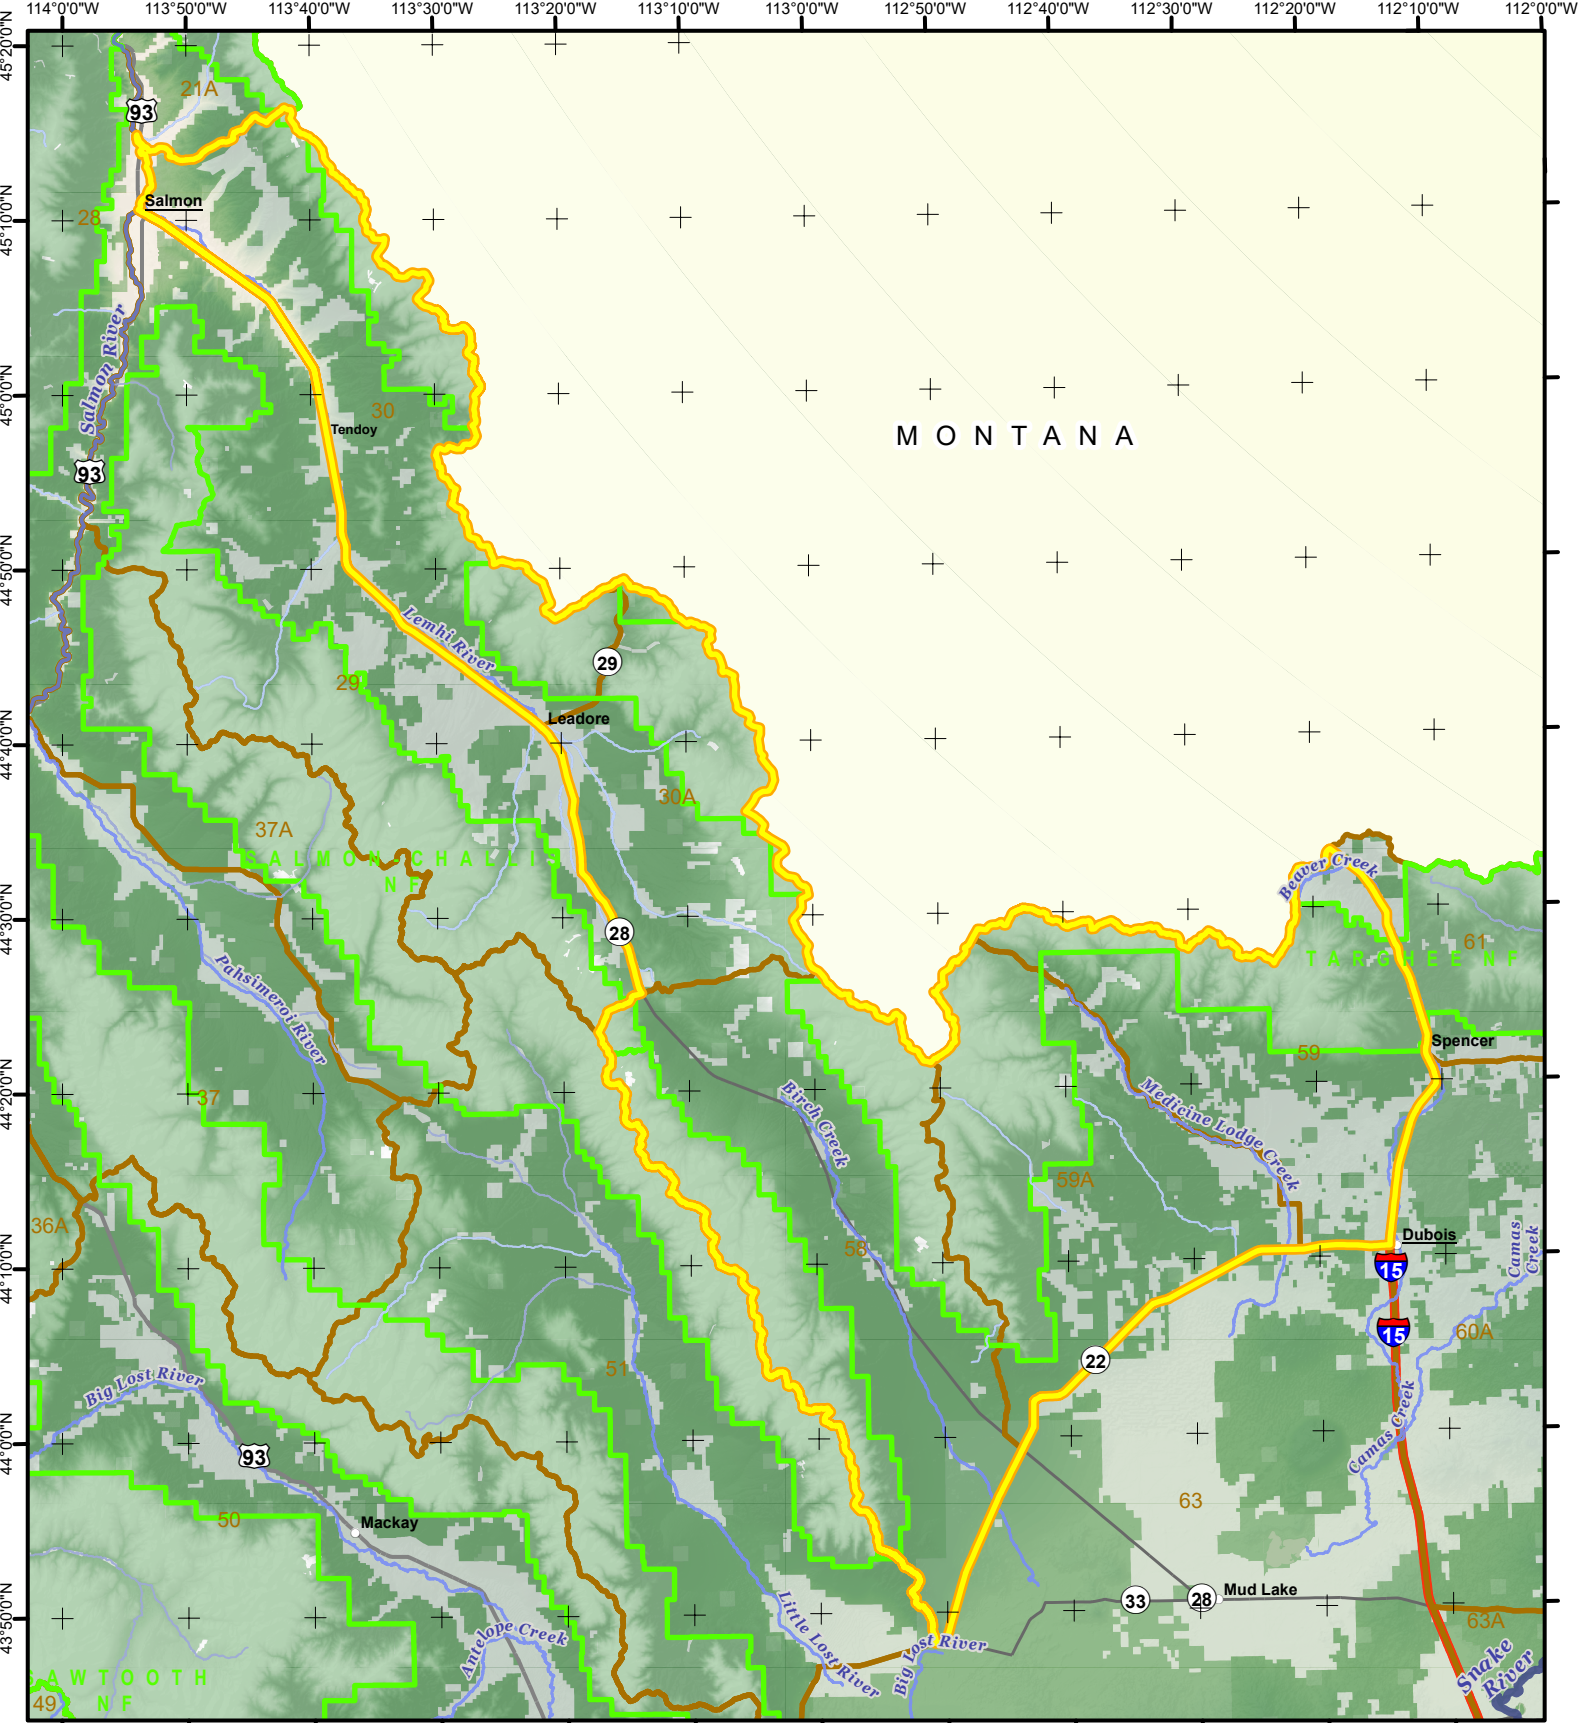 114°0'0"W 113°50'0"W 113°40'0"W 113°30'0"W 113°20'0"W 113°10'0"W 113°0'0"W 112°50'0"W 112°40'0"W 112°30'0"W 112°20'0"W 112°10'0"W 112°0'0"W
45°20'0"N
21A
93
Salmon
28
45°10'0"N
Salmon River
45°0'0"N
30
Tendoy
MONTANA
93
44°50'0"N
Lemhi River
29
29
Leadore
44°40'0"N
30A
37A
SALMON-CHALLIS
NF
Beaver Creek
44°30'0"N
28
61
TARGHEE NF
Pahsimeroi River
Spencer
59
44°20'0"N
37
Birch Creek
Medicine Lodge Creek
59A
36A
58
Dubois
Camas
Creek
44°10'0"N
15
15
60A
22
51
Big Lost River
Camas Creek
44°0'0"N
93
63
50
Mackay
Mud Lake
33
28
43°50'0"N
63A
Antelope Creek
Little Lost River
Big Lost River
Snake
River
AWTOOTH
NF
49